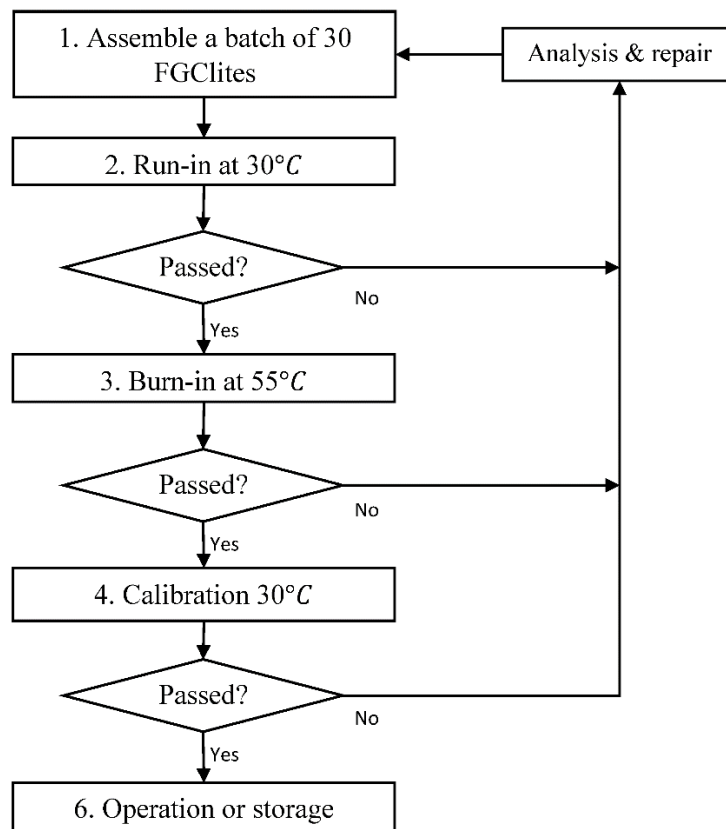 1. Assemble a batch of 30
FGClites
Analysis & repair
2. Run-in at 30°C
Passed?
No
Yes
3. Burn-in at 55°C
Passed?
No
Yes
4. Calibration 30°C
Passed?
No
Yes
6. Operation or storage